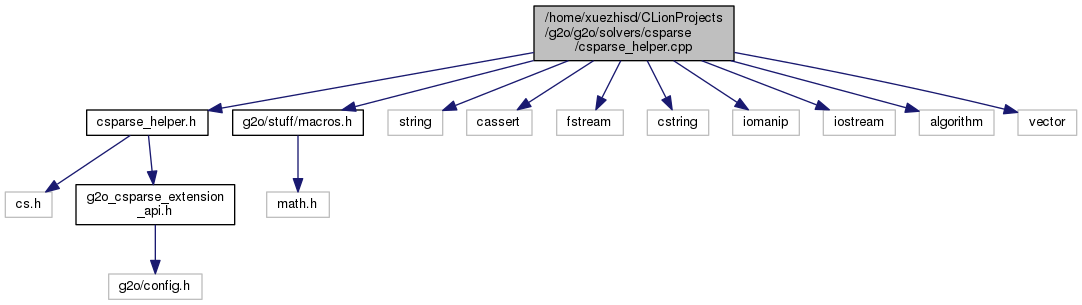 /home/xuezhisd/CLionProjects
/g2o/g2o/solvers/csparse
/csparse_helper.cpp
csparse_helper.h
g2o/stuff/macros.h
string
cassert
fstream
cstring
iomanip
iostream
algorithm
vector
cs.h
g2o_csparse_extension
_api.h
math.h
g2o/config.h